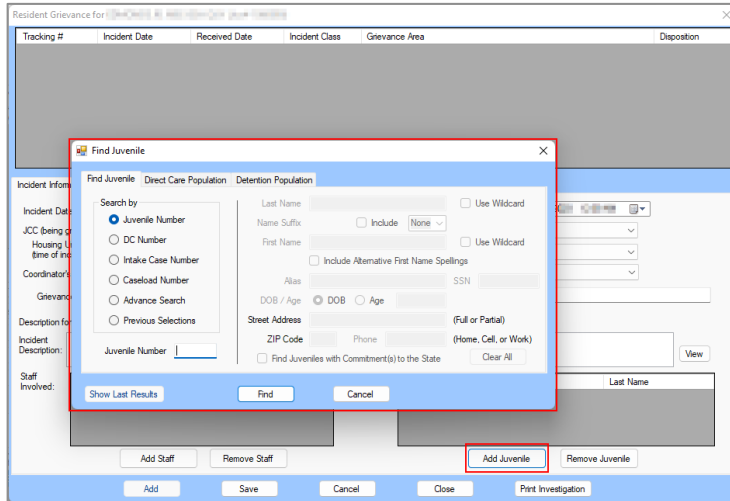 Resident Grievance for
Tracking # Incident Date Received Date Incident Class Grievance Area Disposition
Find Juvenile
Find Juvenile Direct Care Population Detention Population
Search by
Juvenile Number
DC Number
Intake Case Number
Caseload Number
Advance Search
Previous Selections
Juvenile Number
Last Name Use Wildcard
Name Suffix Include None
First Name Use Wildcard
Include Alternative First Name Spellings
Alias SSN
DOB / Age DOB Age
Street Address (Full or Partial)
ZIP Code Phone (Home, Cell, or Work)
Find Juveniles with Commitment(s) to the State Clear All
Show Last Results Find Cancel
Incident Inform
Incident Dat
JCC (being gr
Housing U
(time of inc
Coordinator's
Grievanc
Description for
Incident
Description: View
Staff
Involved: Last Name
Add Staff Remove Staff Add Juvenile Remove Juvenile
Add Save Cancel Close Print Investigation